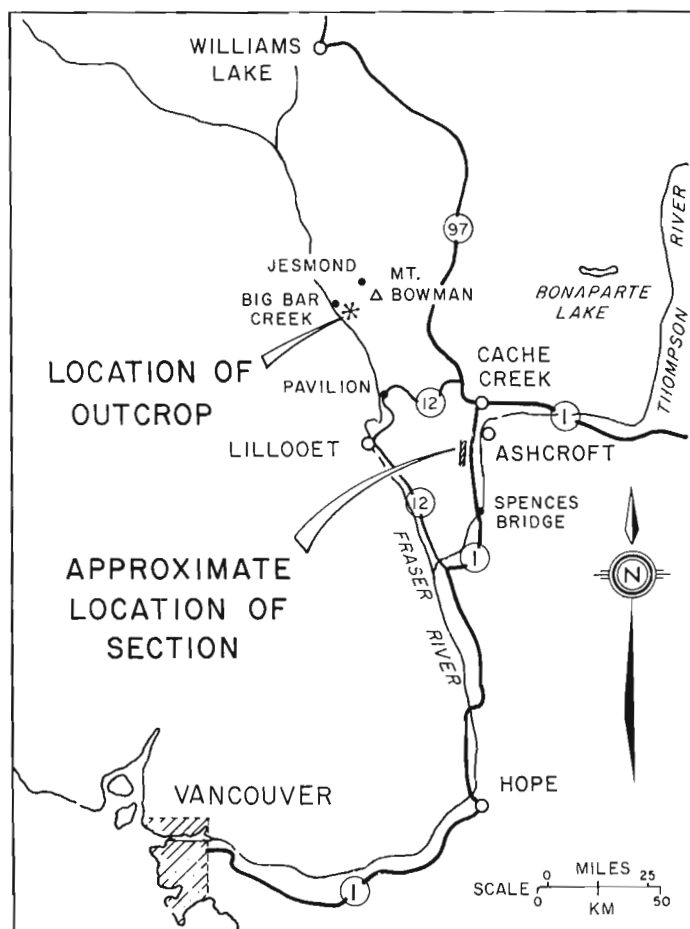 WILLIAMS
LAKE
97
RIVER
THOMPSON
JESMOND
MT.
BOWMAN
BIG BAR
CREEK
BONAPARTE
LAKE
LOCATION OF
OUTCROP
CACHE
CREEK
PAVILION
12
1
LILLOOET
ASHCROFT
12
SPENCES
BRIDGE
1
FRASER
RIVER
N
APPROXIMATE
LOCATION OF
SECTION
VANCOUVER
HOPE
1
SCALE
0 MILES 25
0 KM 50